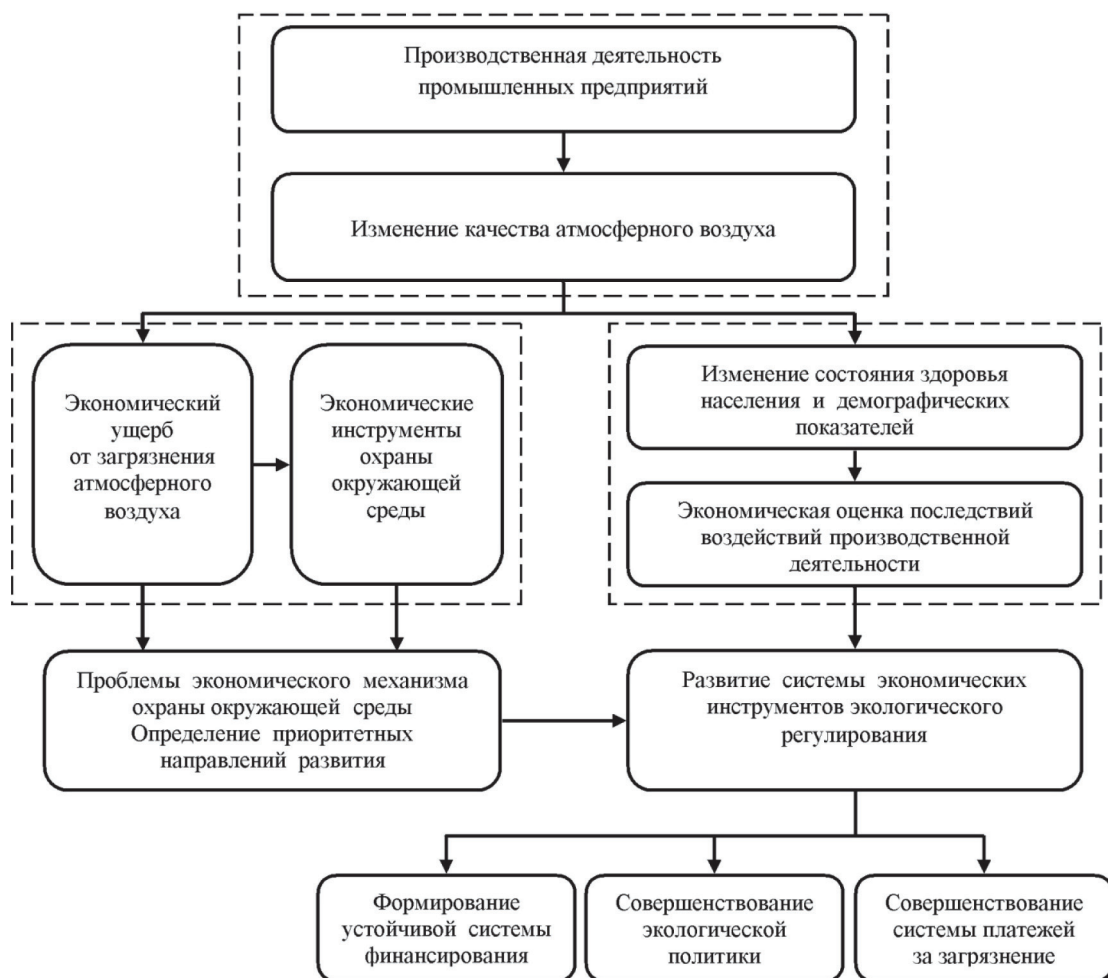 Производственная деятельность
промышленных предприятий
Изменение качества атмосферного воздуха
Экономический
ущерб
от загрязнения
атмосферного
воздуха
Экономические
инструменты
охраны
окружающей
среды
Изменение состояния здоровья
населения и демографических
показателей
Экономическая оценка последствий
воздействий производственной
деятельности
Проблемы экономического механизма
охраны окружающей среды
Определение приоритетных
направлений развития
Развитие системы экономических
инструментов экологического
регулирования
Формирование
устойчивой системы
финансирования
Совершенствование
экологической
политики
Совершенствование
системы платежей
за загрязнение